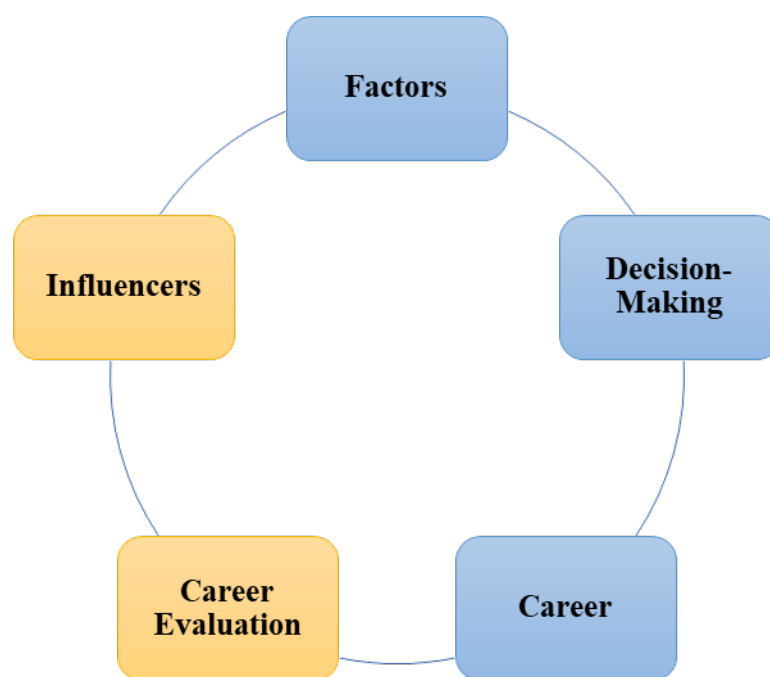 Factors
Decision-
Making
Career
Career
Evaluation
Influencers